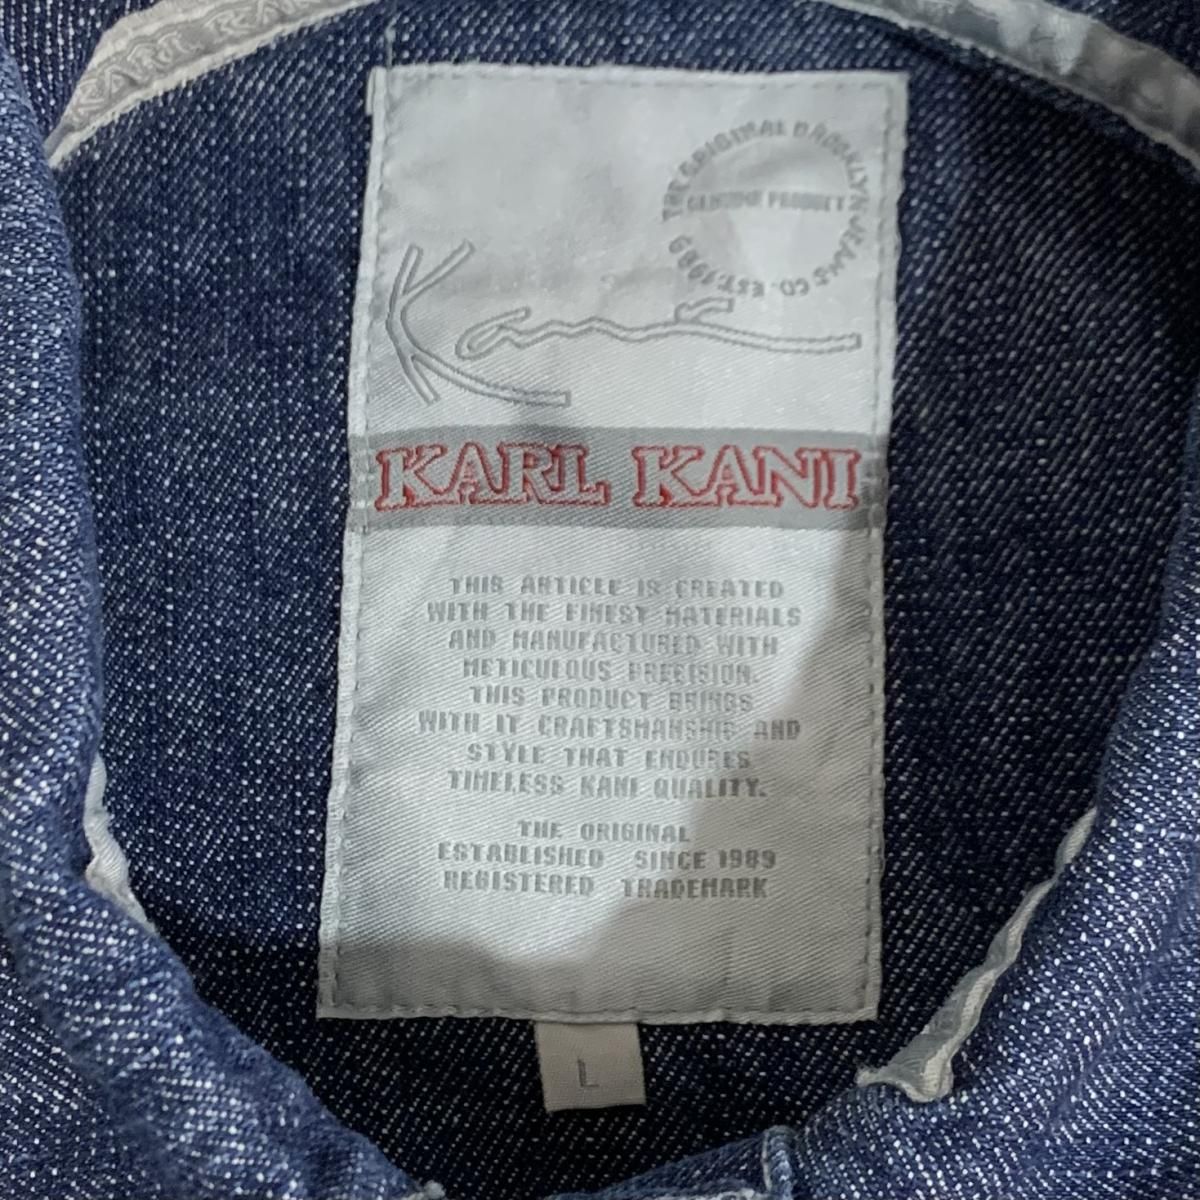 THE ORIGINAL BROOKLYN JEANS CO. EST. 1989
GENUINE PRODUCT
Kani
KARL KANI
THIS ARTICLE IS CREATED
WITH THE FINEST MATERIALS
AND MANUFACTURED WITH
METICULOUS PRECISION.
THIS PRODUCT BRINGS
WITH IT CRAFTSMANSHIP AND
STYLE THAT ENDURES
TIMELESS KANI QUALITY.
THE ORIGINAL
ESTABLISHED SINCE 1989
REGISTERED TRADEMARK
L